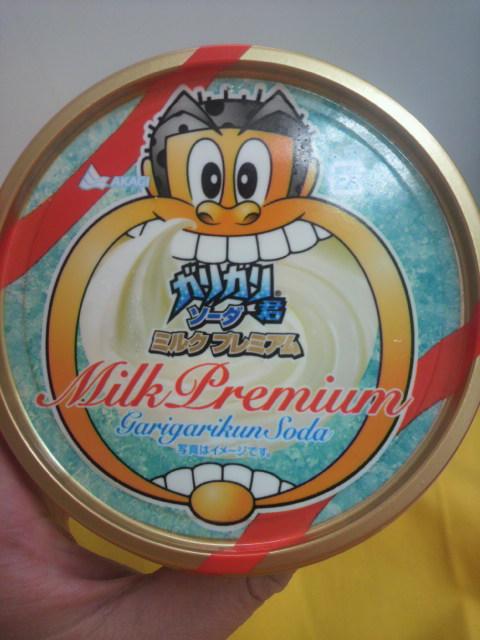 AKAGI
ガリガリ君®
ソーダ
ミルクプレミアム
Milk Premium
Garigarikun Soda
写真はイメージです。